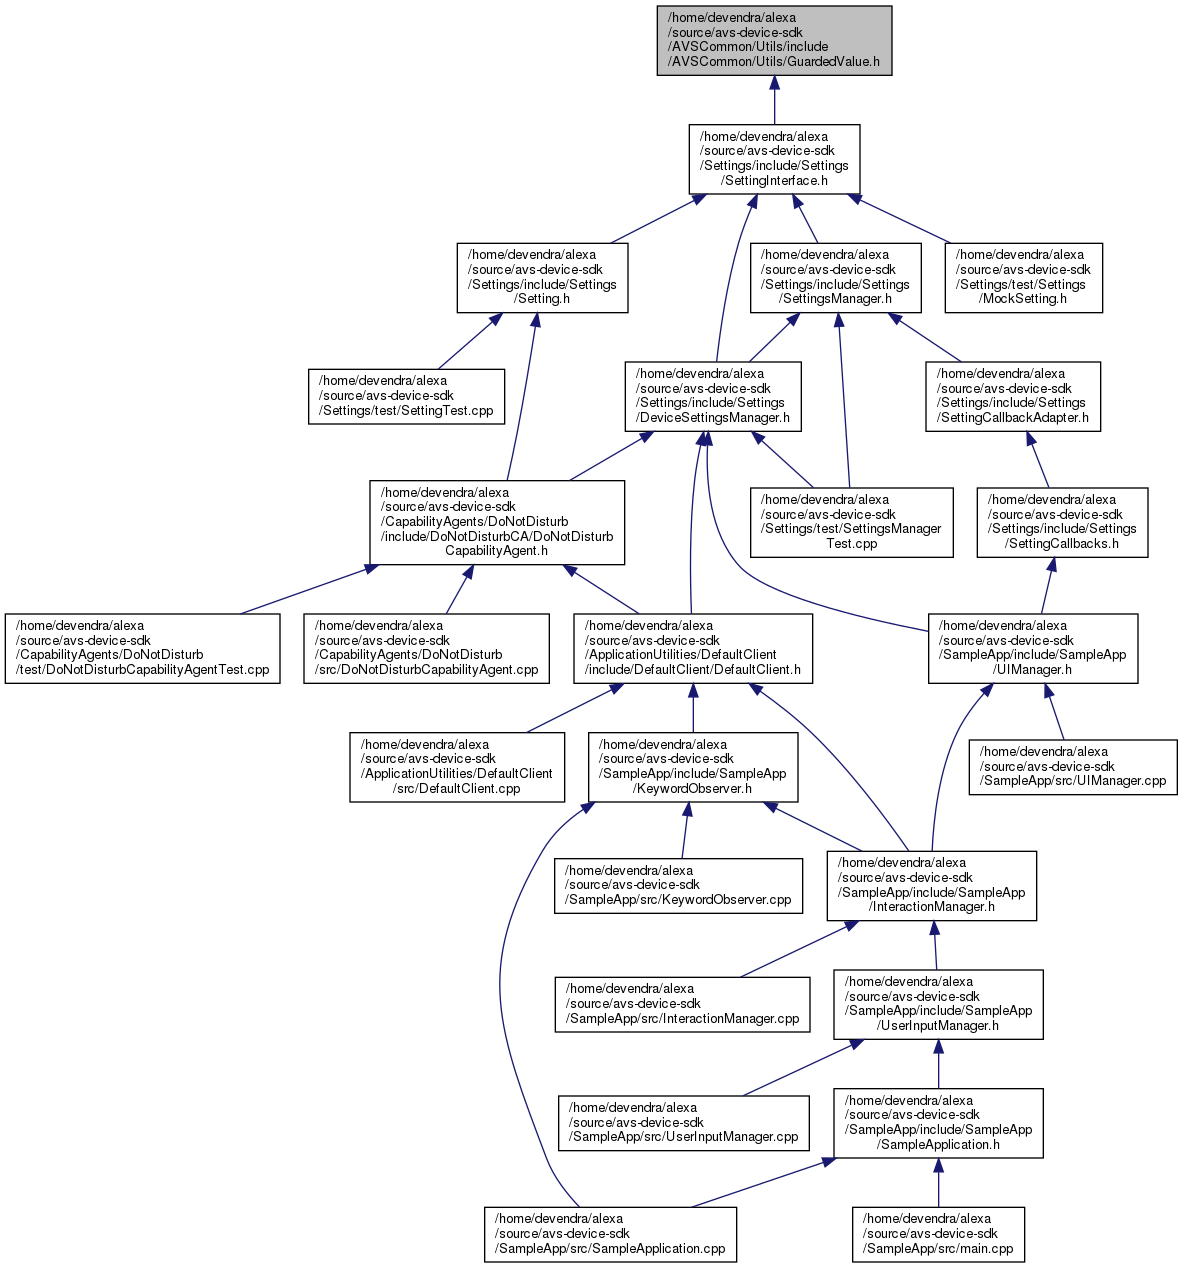 /home/devendra/alexa
/source/avs-device-sdk
/AVSCommon/Utils/include
/AVSCommon/Utils/GuardedValue.h
/home/devendra/alexa
/source/avs-device-sdk
/Settings/include/Settings
/SettingInterface.h
/home/devendra/alexa
/source/avs-device-sdk
/Settings/include/Settings
/Setting.h
/home/devendra/alexa
/source/avs-device-sdk
/Settings/include/Settings
/SettingsManager.h
/home/devendra/alexa
/source/avs-device-sdk
/Settings/test/Settings
/MockSetting.h
/home/devendra/alexa
/source/avs-device-sdk
/Settings/test/SettingTest.cpp
/home/devendra/alexa
/source/avs-device-sdk
/Settings/include/Settings
/DeviceSettingsManager.h
/home/devendra/alexa
/source/avs-device-sdk
/Settings/include/Settings
/SettingCallbackAdapter.h
/home/devendra/alexa
/source/avs-device-sdk
/CapabilityAgents/DoNotDisturb
/include/DoNotDisturbCA/DoNotDisturb
CapabilityAgent.h
/home/devendra/alexa
/source/avs-device-sdk
/Settings/test/SettingsManager
Test.cpp
/home/devendra/alexa
/source/avs-device-sdk
/Settings/include/Settings
/SettingCallbacks.h
/home/devendra/alexa
/source/avs-device-sdk
/CapabilityAgents/DoNotDisturb
/test/DoNotDisturbCapabilityAgentTest.cpp
/home/devendra/alexa
/source/avs-device-sdk
/CapabilityAgents/DoNotDisturb
/src/DoNotDisturbCapabilityAgent.cpp
/home/devendra/alexa
/source/avs-device-sdk
/ApplicationUtilities/DefaultClient
/include/DefaultClient/DefaultClient.h
/home/devendra/alexa
/source/avs-device-sdk
/SampleApp/include/SampleApp
/UIManager.h
/home/devendra/alexa
/source/avs-device-sdk
/ApplicationUtilities/DefaultClient
/src/DefaultClient.cpp
/home/devendra/alexa
/source/avs-device-sdk
/SampleApp/include/SampleApp
/KeywordObserver.h
/home/devendra/alexa
/source/avs-device-sdk
/SampleApp/src/UIManager.cpp
/home/devendra/alexa
/source/avs-device-sdk
/SampleApp/src/KeywordObserver.cpp
/home/devendra/alexa
/source/avs-device-sdk
/SampleApp/include/SampleApp
/InteractionManager.h
/home/devendra/alexa
/source/avs-device-sdk
/SampleApp/src/InteractionManager.cpp
/home/devendra/alexa
/source/avs-device-sdk
/SampleApp/include/SampleApp
/UserInputManager.h
/home/devendra/alexa
/source/avs-device-sdk
/SampleApp/src/UserInputManager.cpp
/home/devendra/alexa
/source/avs-device-sdk
/SampleApp/include/SampleApp
/SampleApplication.h
/home/devendra/alexa
/source/avs-device-sdk
/SampleApp/src/SampleApplication.cpp
/home/devendra/alexa
/source/avs-device-sdk
/SampleApp/src/main.cpp